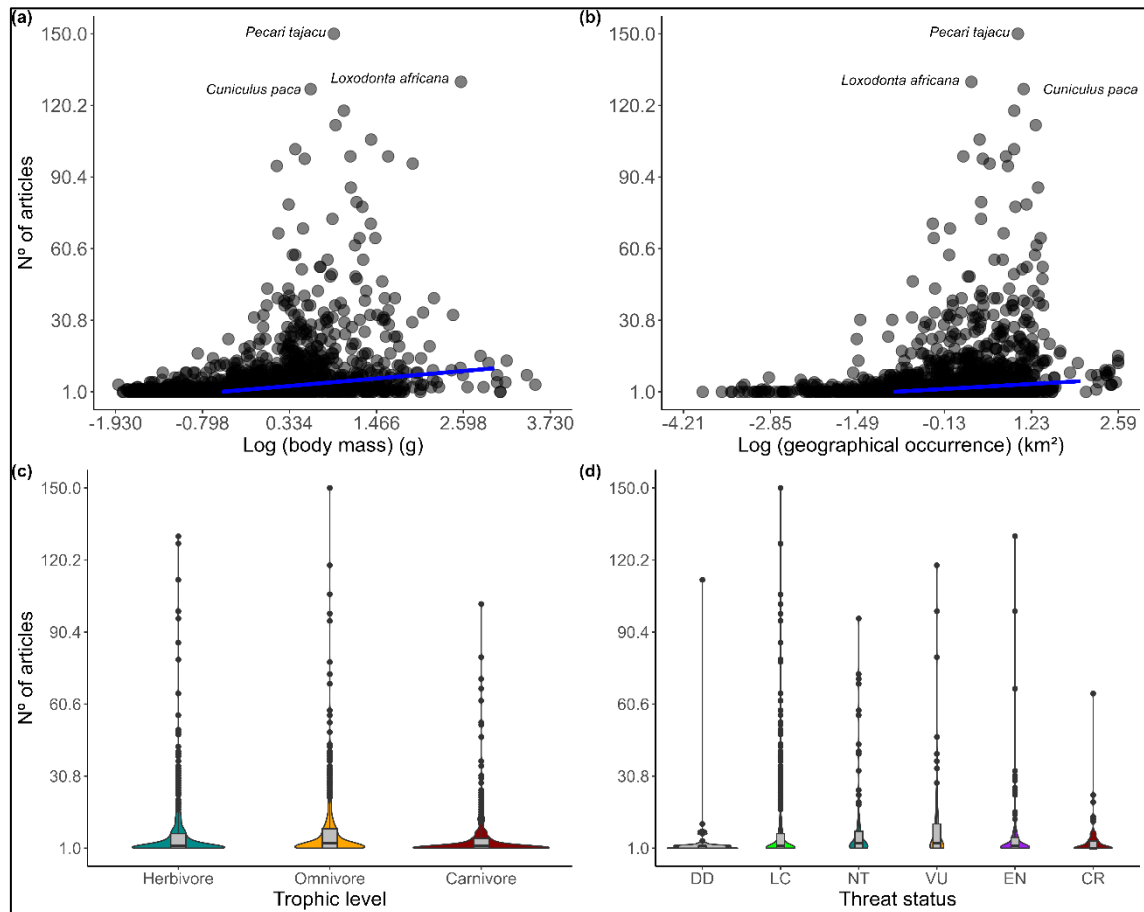 (a)
Nº of articles
150.0
120.2
90.4
60.6
30.8
1.0
Pecari tajacu
Loxodonta africana
Cuniculus paca
-1.930 -0.798 0.334 1.466 2.598 3.730
Log (body mass) (g)
(b)
150.0
120.2
90.4
60.6
30.8
1.0
Pecari tajacu
Loxodonta africana
Cuniculus paca
-4.21 -2.85 -1.49 -0.13 1.23 2.59
Log (geographical occurrence) (km²)
(c)
Nº of articles
150.0
120.2
90.4
60.6
30.8
1.0
Herbivore Omnivore Carnivore
Trophic level
(d)
150.0
120.2
90.4
60.6
30.8
1.0
DD LC NT VU EN CR
Threat status